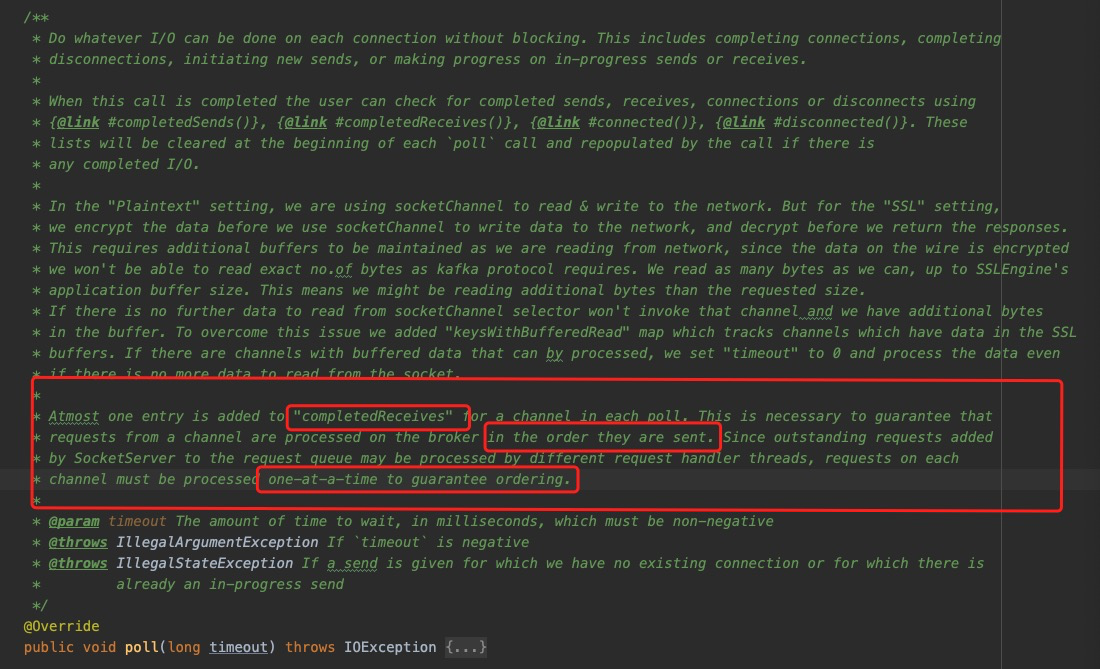 /**
* Do whatever I/O can be done on each connection without blocking. This includes completing connections, completing
* disconnections, initiating new sends, or making progress on in-progress sends or receives.
*
* When this call is completed the user can check for completed sends, receives, connections or disconnects using
* {@link #completedSends()}, {@link #completedReceives()}, {@link #connected()}, {@link #disconnected()}. These
* lists will be cleared at the beginning of each `poll` call and repopulated by the call if there is
* any completed I/O.
*
* In the "Plaintext" setting, we are using socketChannel to read & write to the network. But for the "SSL" setting,
* we encrypt the data before we use socketChannel to write data to the network, and decrypt before we return the responses.
* This requires additional buffers to be maintained as we are reading from network, since the data on the wire is encrypted
* we won't be able to read exact no.of bytes as kafka protocol requires. We read as many bytes as we can, up to SSLEngine's
* application buffer size. This means we might be reading additional bytes than the requested size.
* If there is no further data to read from socketChannel selector won't invoke that channel and we have additional bytes
* in the buffer. To overcome this issue we added "keysWithBufferedRead" map which tracks channels which have data in the SSL
* buffers. If there are channels with buffered data that can by processed, we set "timeout" to 0 and process the data even
* if there is no more data to read from the socket.
*
* Atmost one entry is added to "completedReceives" for a channel in each poll. This is necessary to guarantee that
* requests from a channel are processed on the broker in the order they are sent. Since outstanding requests added
* by SocketServer to the request queue may be processed by different request handler threads, requests on each
* channel must be processed one-at-a-time to guarantee ordering.
*
* @param timeout The amount of time to wait, in milliseconds, which must be non-negative
* @throws IllegalArgumentException If `timeout` is negative
* @throws IllegalStateException If a send is given for which we have no existing connection or for which there is
* already an in-progress send
*/
@Override
public void poll(long timeout) throws IOException {...}